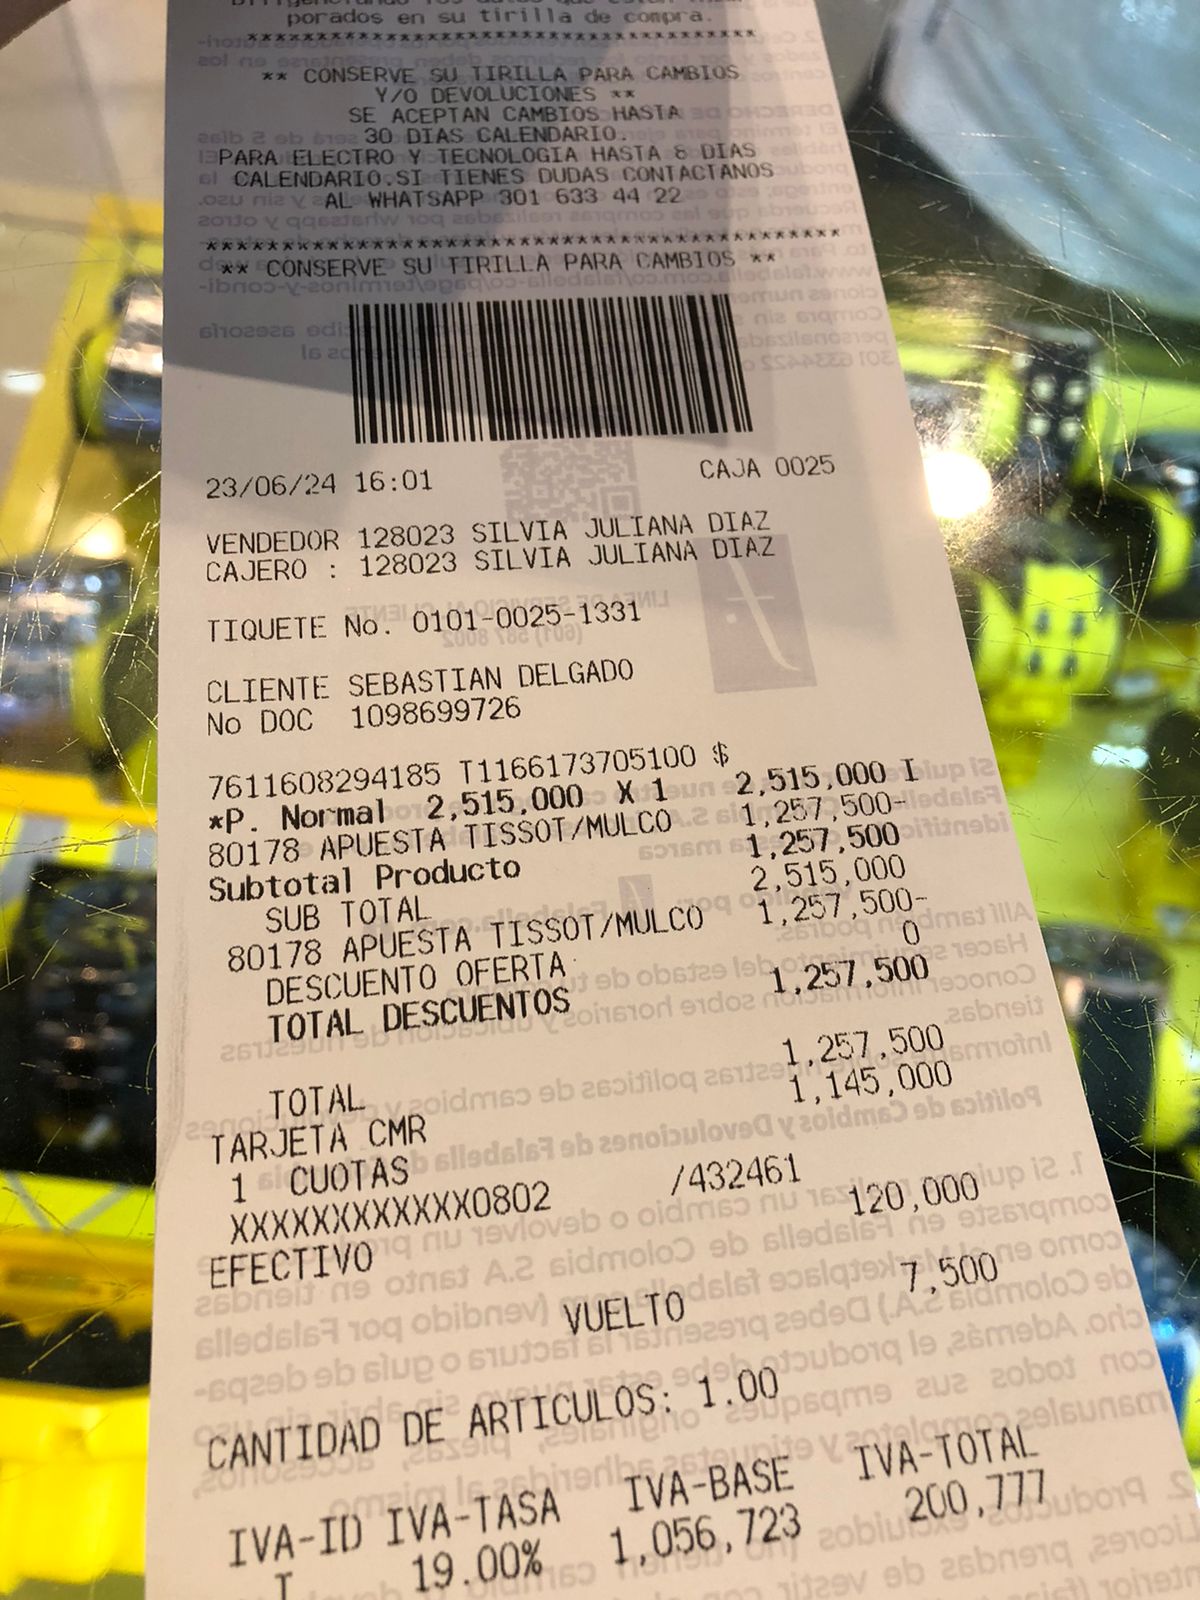 porados en su tirilla de compra.
****************************************
** CONSERVE SU TIRILLA PARA CAMBIOS
Y/O DEVOLUCIONES **
SE ACEPTAN CAMBIOS HASTA
30 DIAS CALENDARIO.
PARA ELECTRO Y TECNOLOGIA HASTA 8 DIAS
CALENDARIO.SI TIENES DUDAS CONTACTANOS
AL WHATSAPP 301 633 44 22
****************************************
** CONSERVE SU TIRILLA PARA CAMBIOS **
23/06/24 16:01 CAJA 0025
VENDEDOR 128023 SILVIA JULIANA DIAZ
CAJERO : 128023 SILVIA JULIANA DIAZ
TIQUETE No. 0101-0025-1331
CLIENTE SEBASTIAN DELGADO
No DOC 1098699726
7611608294185 T1166173705100 $
*P. Normal 2,515,000 X 1 2,515,000 I
80178 APUESTA TISSOT/MULCO 1,257,500-
Subtotal Producto 1,257,500
SUB TOTAL 2,515,000
80178 APUESTA TISSOT/MULCO 1,257,500-
DESCUENTO OFERTA 0
TOTAL DESCUENTOS 1,257,500
TOTAL 1,257,500
TARJETA CMR 1,145,000
1 CUOTAS
XXXXXXXXXXXX0802 /432461
EFECTIVO 120,000
VUELTO 7,500
CANTIDAD DE ARTICULOS: 1.00
IVA-ID IVA-TASA IVA-BASE IVA-TOTAL
I 19.00% 1,056,723 200,777